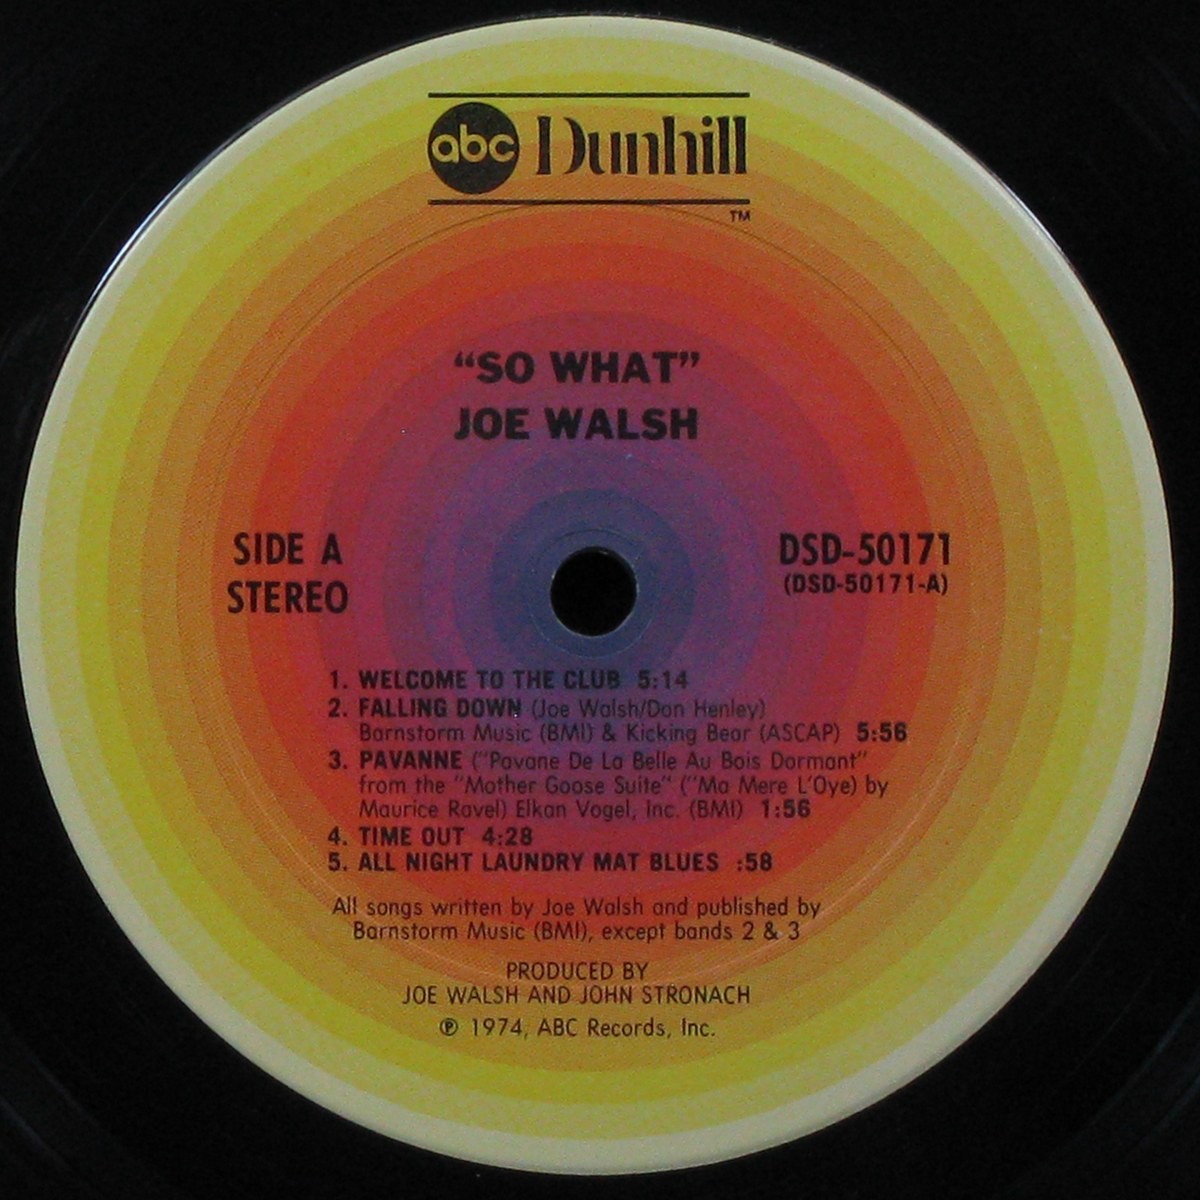 abc Dunhill
TM
“SO WHAT”
JOE WALSH
SIDE A
STEREO
DSD-50171
(DSD-50171-A)
1. WELCOME TO THE CLUB 5:14
2. FALLING DOWN (Joe Walsh/Don Henley)
Barnstorm Music (BMI) & Kicking Bear (ASCAP) 5:56
3. PAVANNE ("Pavane De La Belle Au Bois Dormant"
from the "Mother Goose Suite" ("Ma Mere L'Oye) by
Maurice Ravel) Elkan Vogel, Inc. (BMI) 1:56
4. TIME OUT 4:28
5. ALL NIGHT LAUNDRY MAT BLUES :58
All songs written by Joe Walsh and published by
Barnstorm Music (BMI), except bands 2 & 3
PRODUCED BY
JOE WALSH AND JOHN STRONACH
℗ 1974, ABC Records, Inc.